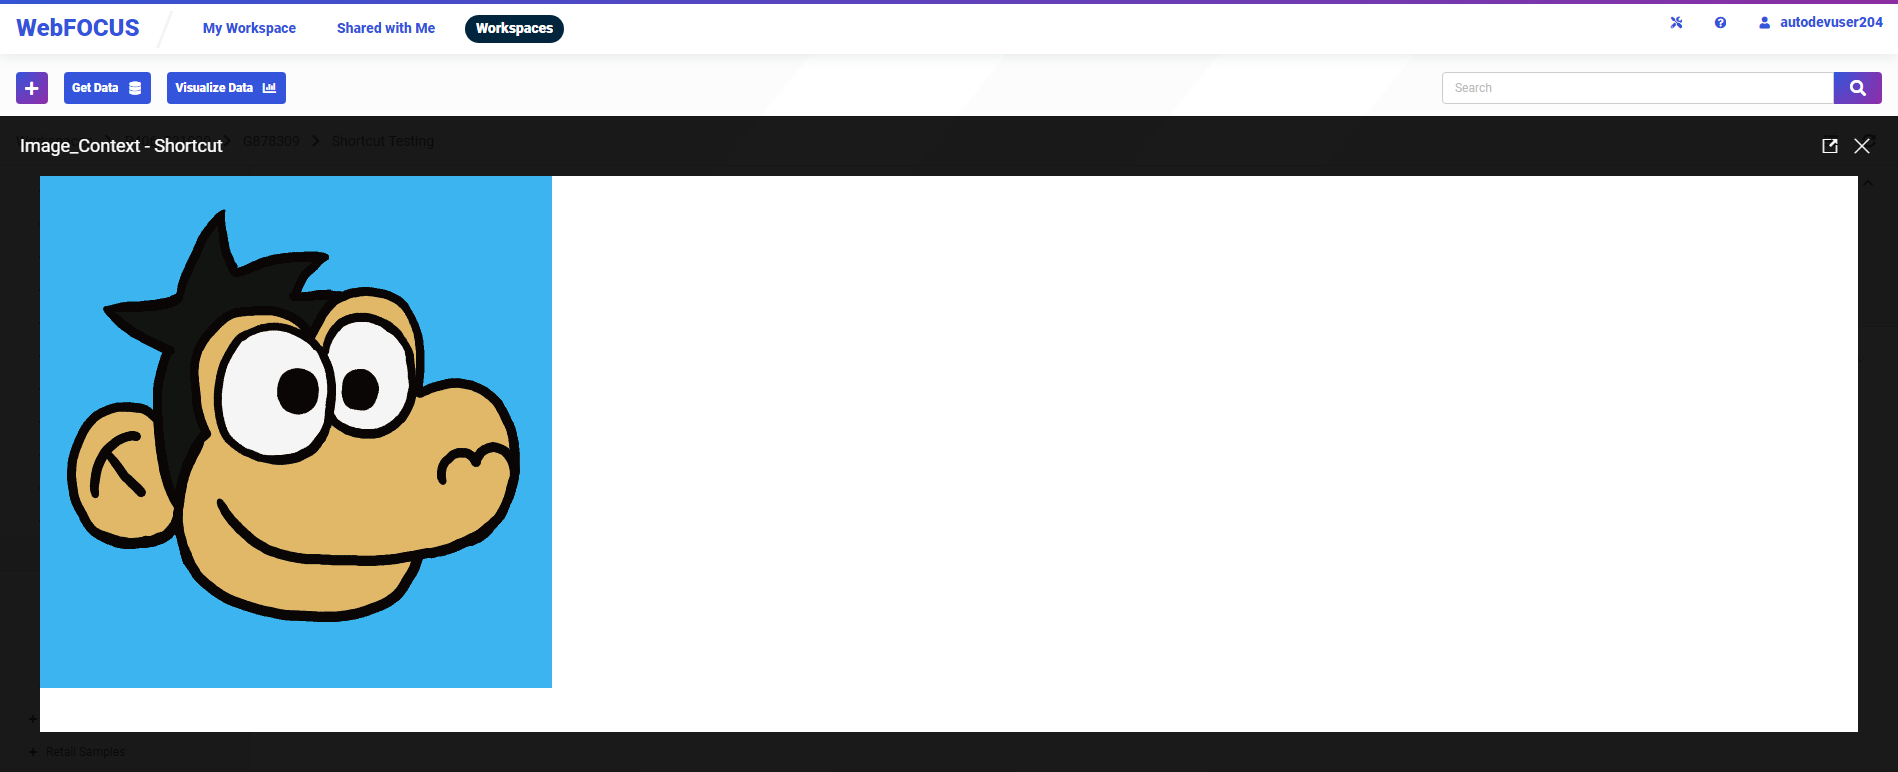 WebFOCUS
My Workspace Shared with Me Workspaces
autodevuser204
Get Data Visualize Data
Search
G878309 Shortcut Testing
Image_Context - Shortcut
Retail Samples